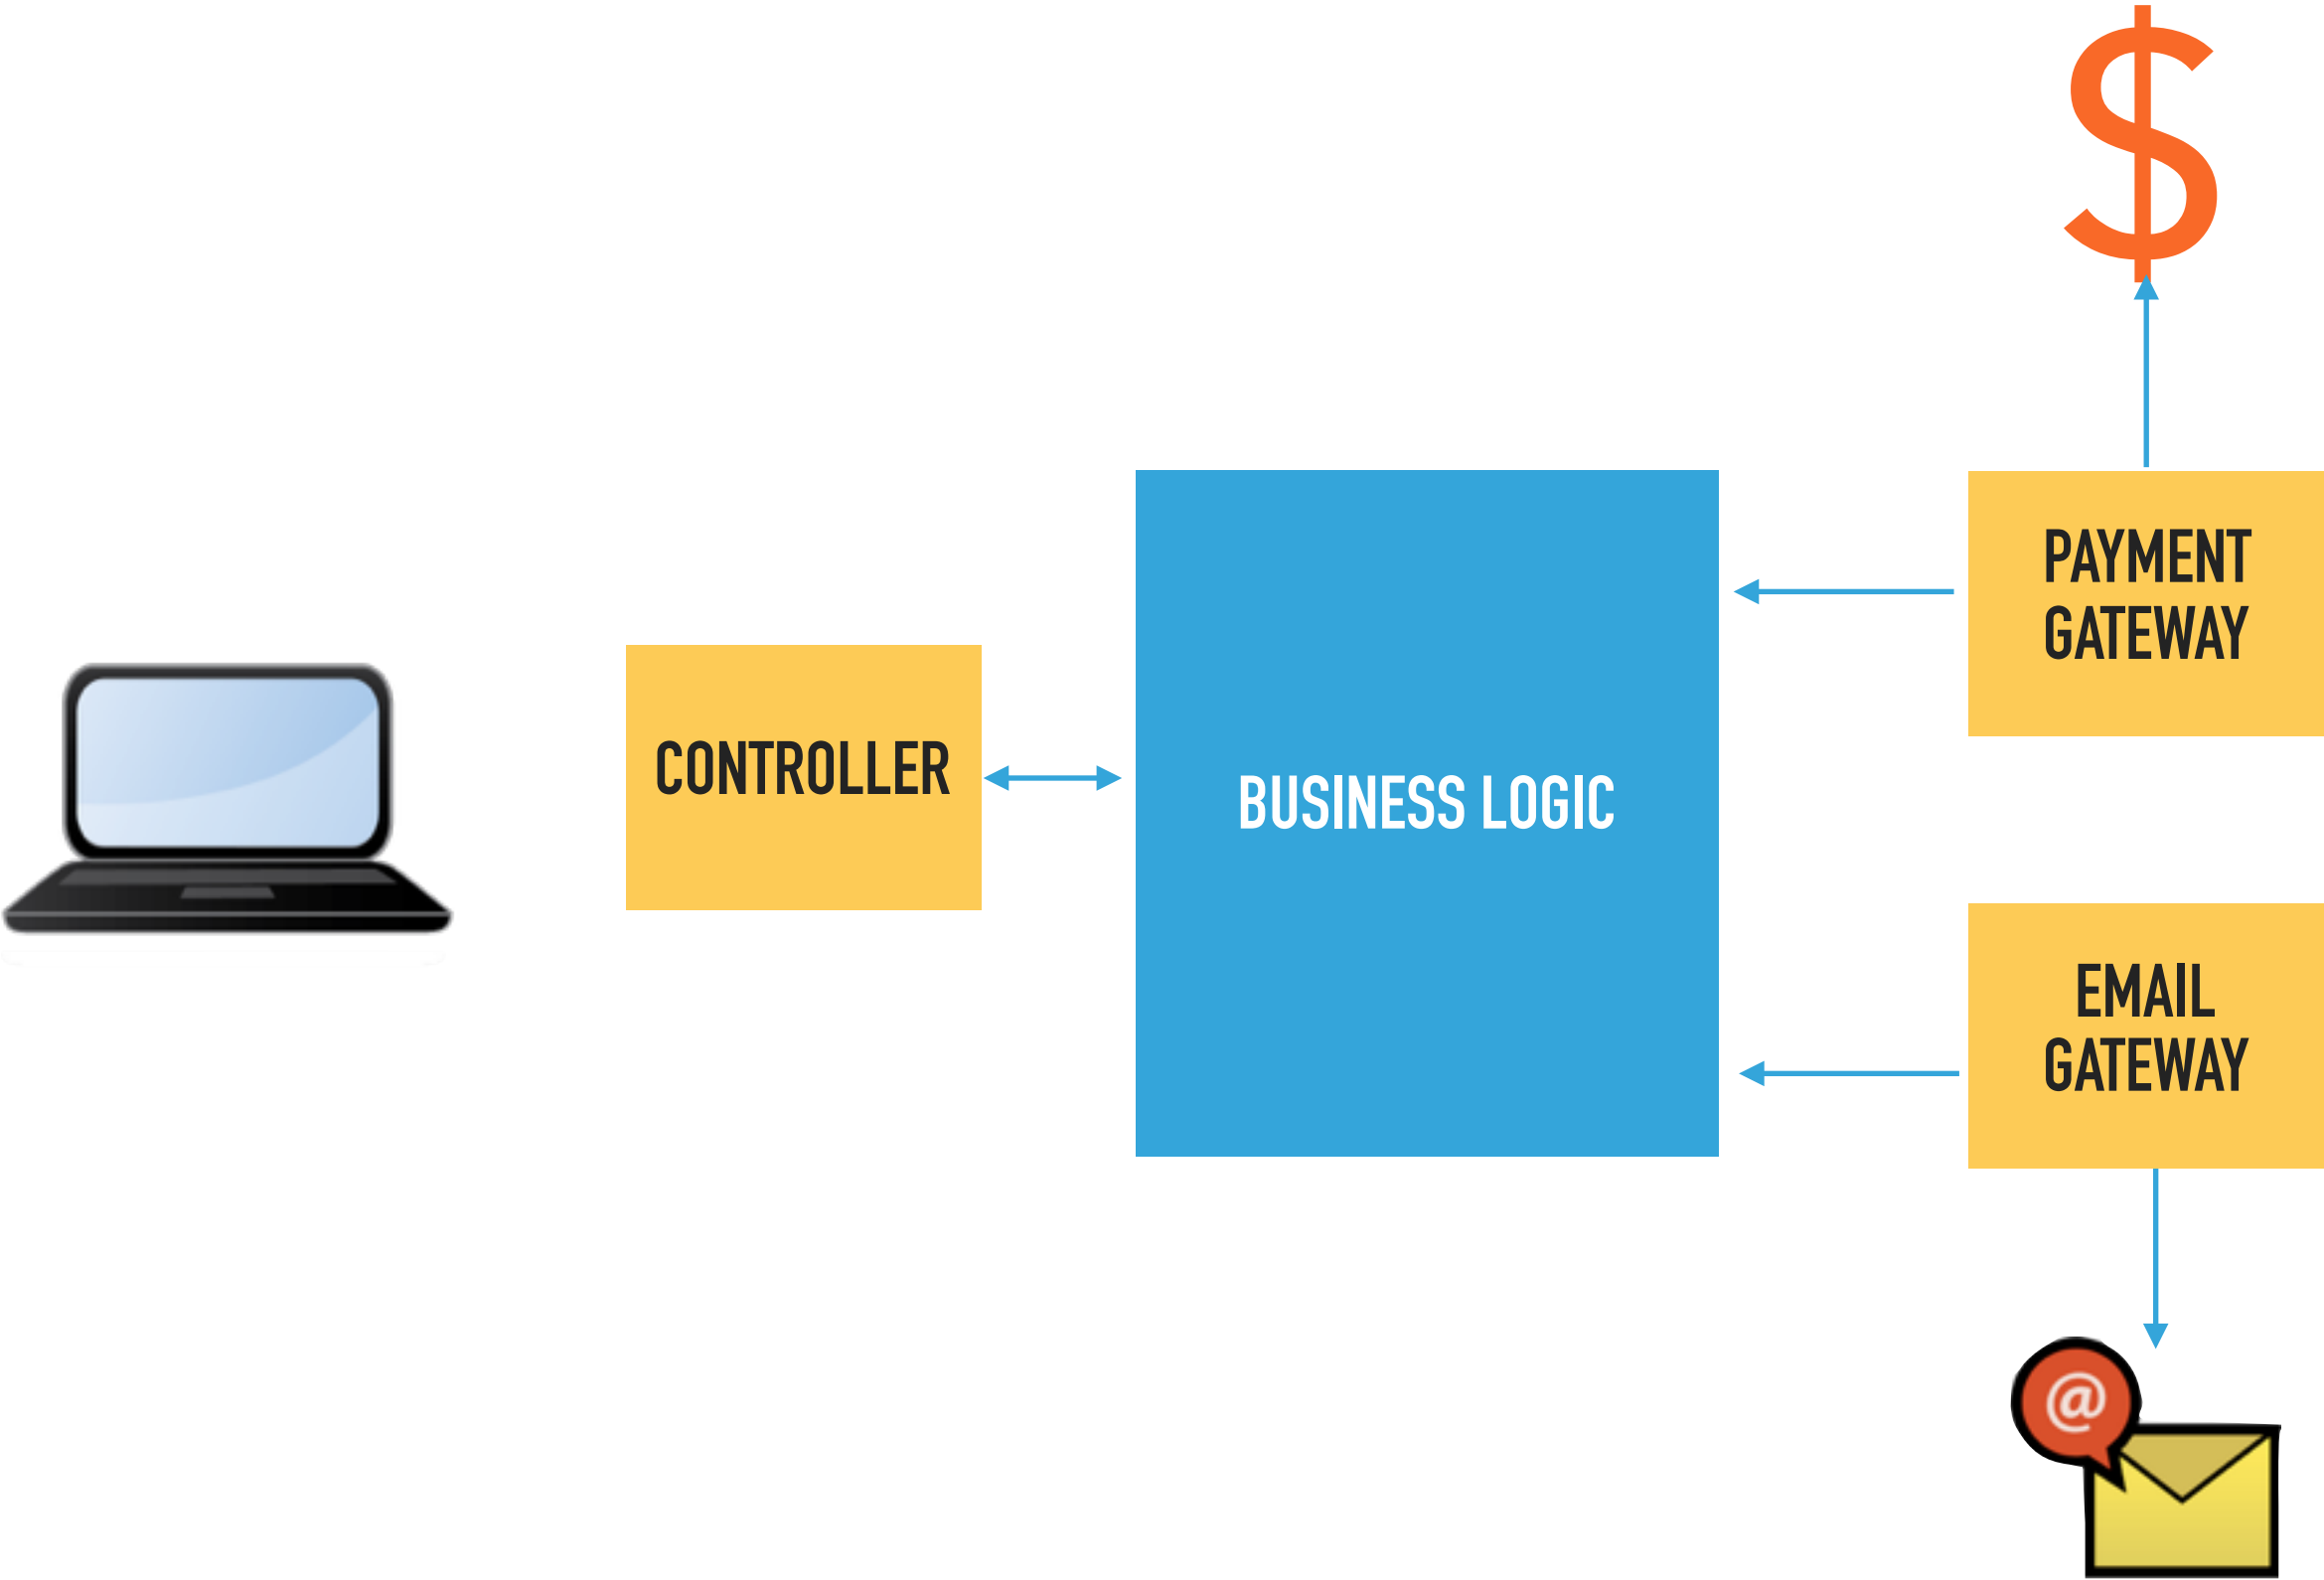 $
PAYMENT
GATEWAY
CONTROLLER
BUSINESS LOGIC
EMAIL
GATEWAY
@